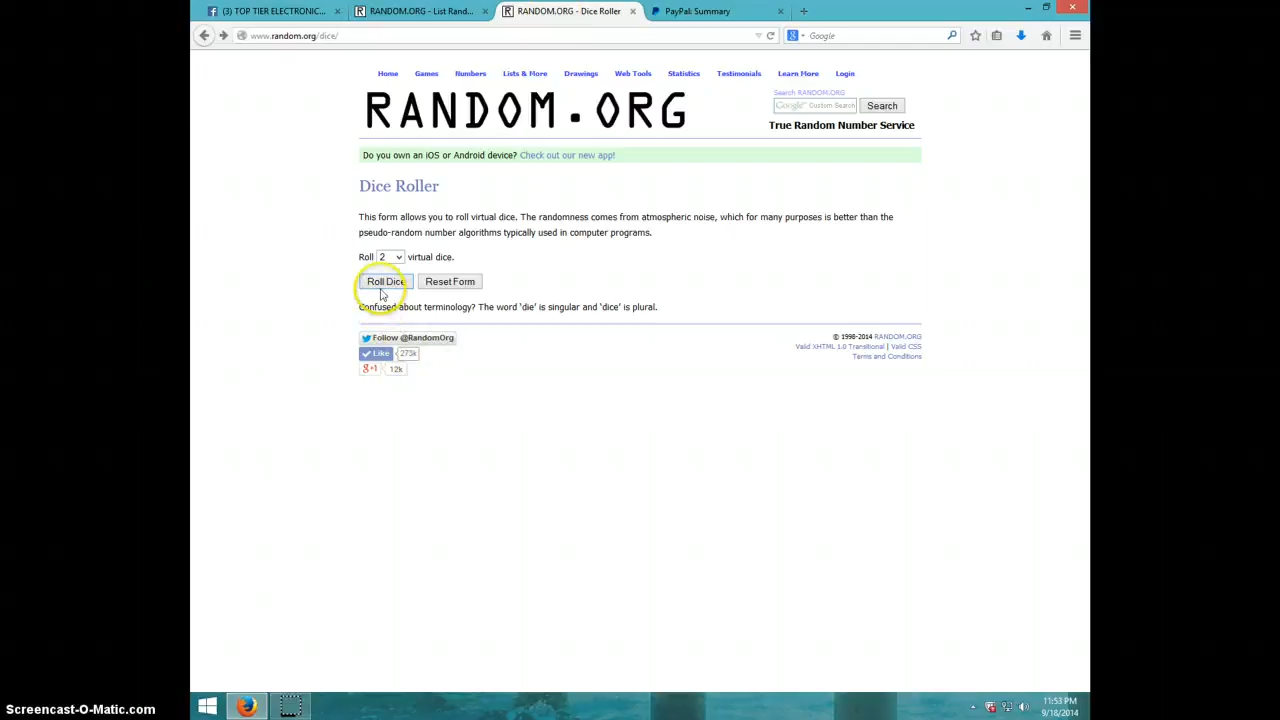 (3) TOP TIER ELECTRONIC... RANDOM.ORG - List Rand... RANDOM.ORG - Dice Roller PayPal: Summary
www.random.org/dice/ Google
Home Games Numbers Lists & More Drawings Web Tools Statistics Testimonials Learn More Login
Search RANDOM.ORG
RANDOM.ORG
Google™ Custom Search Search
True Random Number Service
Do you own an iOS or Android device? Check out our new app!
Dice Roller
This form allows you to roll virtual dice. The randomness comes from atmospheric noise, which for many purposes is better than the
pseudo-random number algorithms typically used in computer programs.
Roll 2 virtual dice.
Roll Dice Reset Form
Confused about terminology? The word ‘die’ is singular and ‘dice’ is plural.
Follow @RandomOrg
Like 273k
g+1 12k
© 1998-2014 RANDOM.ORG
Valid XHTML 1.0 Transitional | Valid CSS
Terms and Conditions
11:53 PM
9/18/2014
Screencast-O-Matic.com